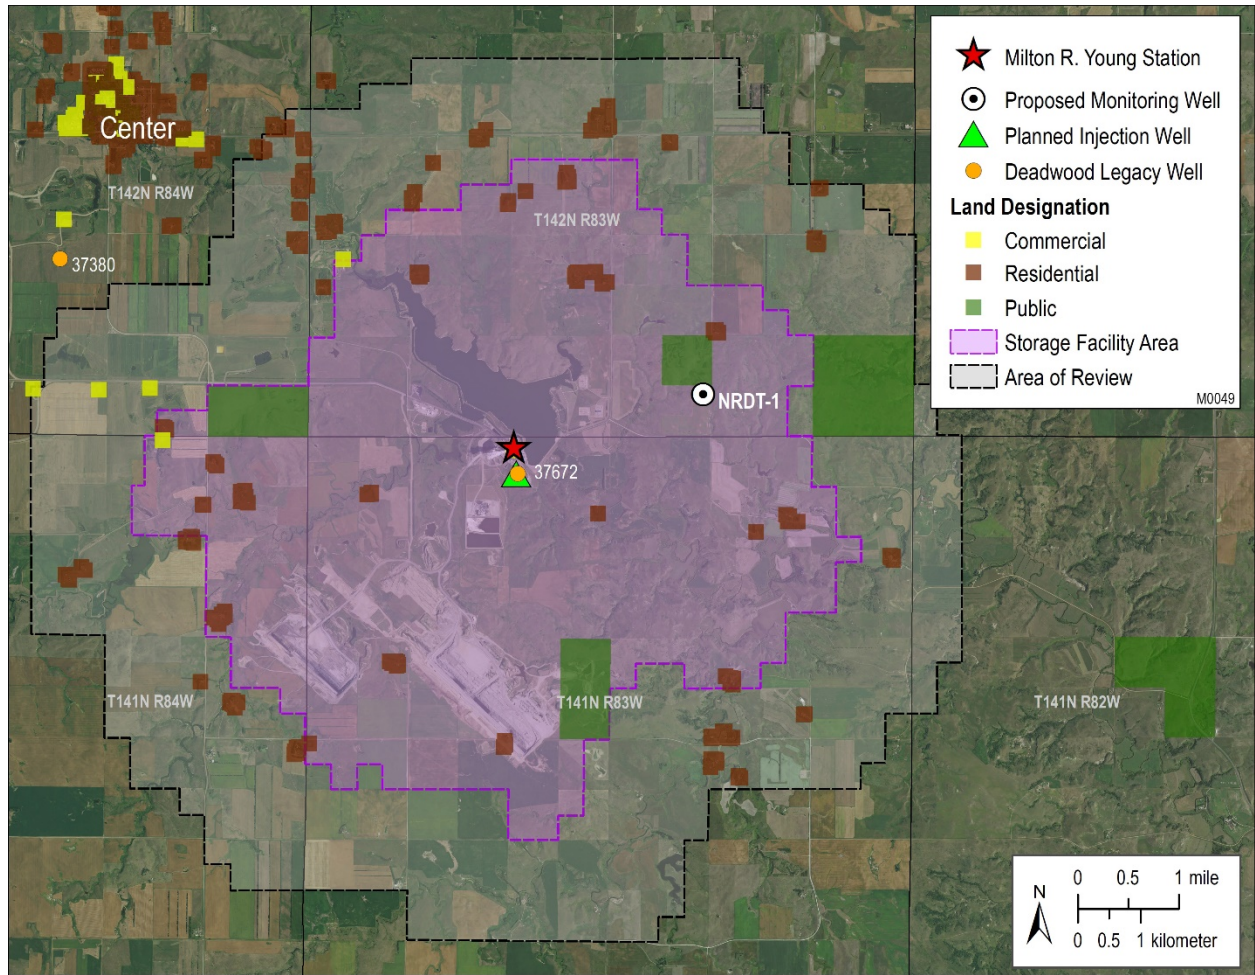 Milton R. Young Station
Proposed Monitoring Well
Planned Injection Well
Deadwood Legacy Well
Land Designation
Commercial
Residential
Public
Storage Facility Area
Area of Review
M0049
Center
T142N R84W
T142N R83W
37380
NRDT-1
37672
T141N R84W
T141N R83W
T141N R82W
N
0 0.5 1 mile
0 0.5 1 kilometer